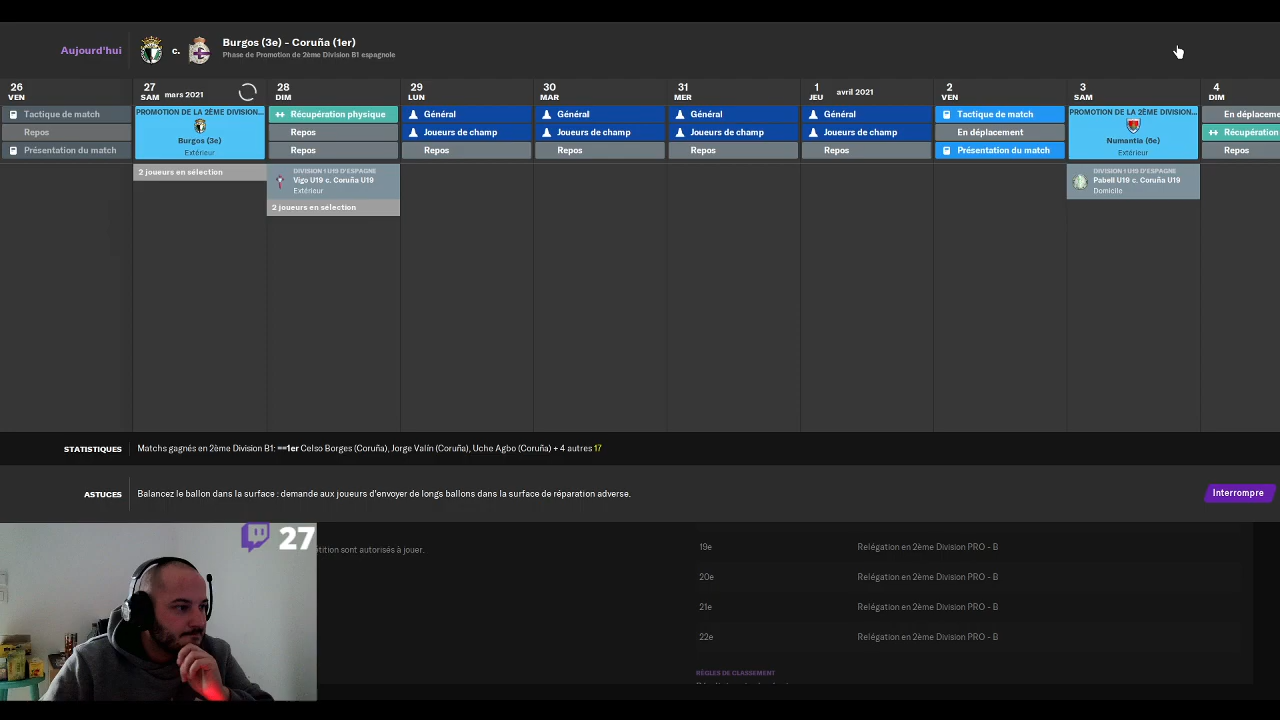 Aujourd'hui
c.
Burgos (3e) - Coruña (1er)
Phase de Promotion de 2ème Division B1 espagnole
26
VEN
27
SAM
mars 2021
28
DIM
29
LUN
30
MAR
31
MER
1
JEU
avril 2021
2
VEN
3
SAM
4
DIM
Tactique de match
Repos
Présentation du match
PROMOTION DE LA 2ÈME DIVISION...
Burgos (3e)
Extérieur
2 joueurs en sélection
Récupération physique
Repos
Repos
DIVISION 1 U19 D'ESPAGNE
Vigo U19 c. Coruña U19
Extérieur
2 joueurs en sélection
Général
Joueurs de champ
Repos
Général
Joueurs de champ
Repos
Général
Joueurs de champ
Repos
Général
Joueurs de champ
Repos
Tactique de match
En déplacement
Présentation du match
PROMOTION DE LA 2ÈME DIVISION...
Numantia (6e)
Extérieur
DIVISION 1 U19 D'ESPAGNE
Pabell U19 c. Coruña U19
Domicile
En déplaceme
Récupération
Repos
STATISTIQUES
Matchs gagnés en 2ème Division B1: ==1er Celso Borges (Coruña), Jorge Valín (Coruña), Uche Agbo (Coruña) + 4 autres 17
ASTUCES
Balancez le ballon dans la surface : demande aux joueurs d'envoyer de longs ballons dans la surface de réparation adverse.
Interrompre
27
étition sont autorisés à jouer.
19e
Relégation en 2ème Division PRO - B
20e
Relégation en 2ème Division PRO - B
21e
Relégation en 2ème Division PRO - B
22e
Relégation en 2ème Division PRO - B
RÈGLES DE CLASSEMENT